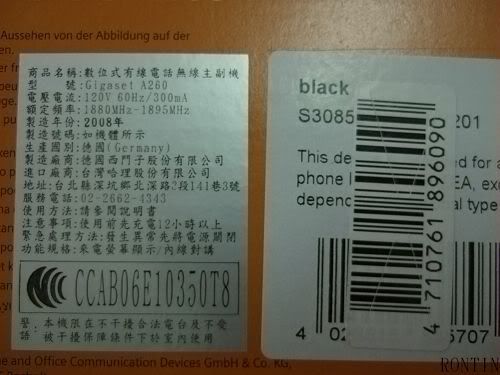 Aussehen von der Abbildung auf der
商品名稱:數位式有線電話無線主副機
型 號:Gigaset A260
電壓電流:120V 60Hz/300mA
額定頻率:1880MHz-1895MHz
製造年份:2008年
製造號碼:如機體所示
生產國別:德國(Germany)
製造廠商:德國西門子股份有限公司
進口廠商:台灣哈理股份有限公司
地址:台北縣深坑鄉北深路2段141巷3號
服務電話:02-2662-4343
使用方法:請參閱說明書
注意事項:使用前先充電12小時以上
緊急處理方法:發生異常先將電源關閉
功能規格:來電螢幕顯示/內線對講
CCAB06E10350T8
警:本機限在不干擾合法電台及不受
語 被干擾保障條件下於室內使用
me and Office Communication Devices GmbH & Co. KG,
black
S3085 201
This de for a
phone EA, exc
depend al type
4 710761 896090
4 02 5707
RONTIN